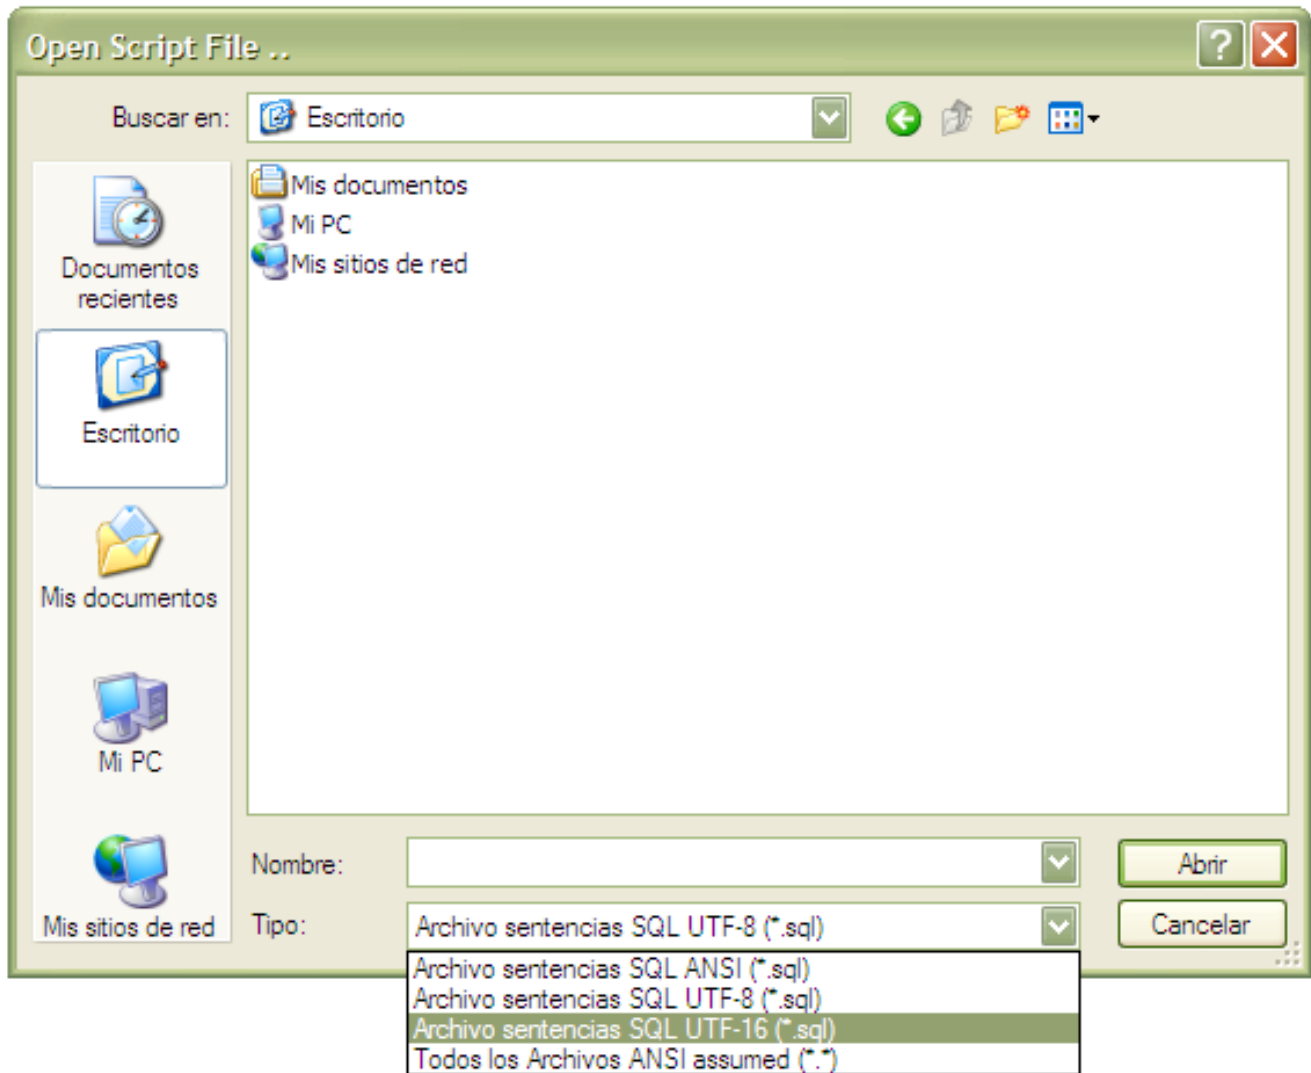 Open Script File ..
Buscar en:
Escritorio
Documentos
recientes
Escritorio
Mis documentos
Mi PC
Mis sitios de red
Mis documentos
Mi PC
Mis sitios de red
Nombre:
Abrir
Tipo:
Archivo sentencias SQL UTF-8 (*.sql)
Cancelar
Archivo sentencias SQL ANSI (*.sql)
Archivo sentencias SQL UTF-8 (*.sql)
Archivo sentencias SQL UTF-16 (*.sql)
Todos los Archivos ANSI assumed (*.*)